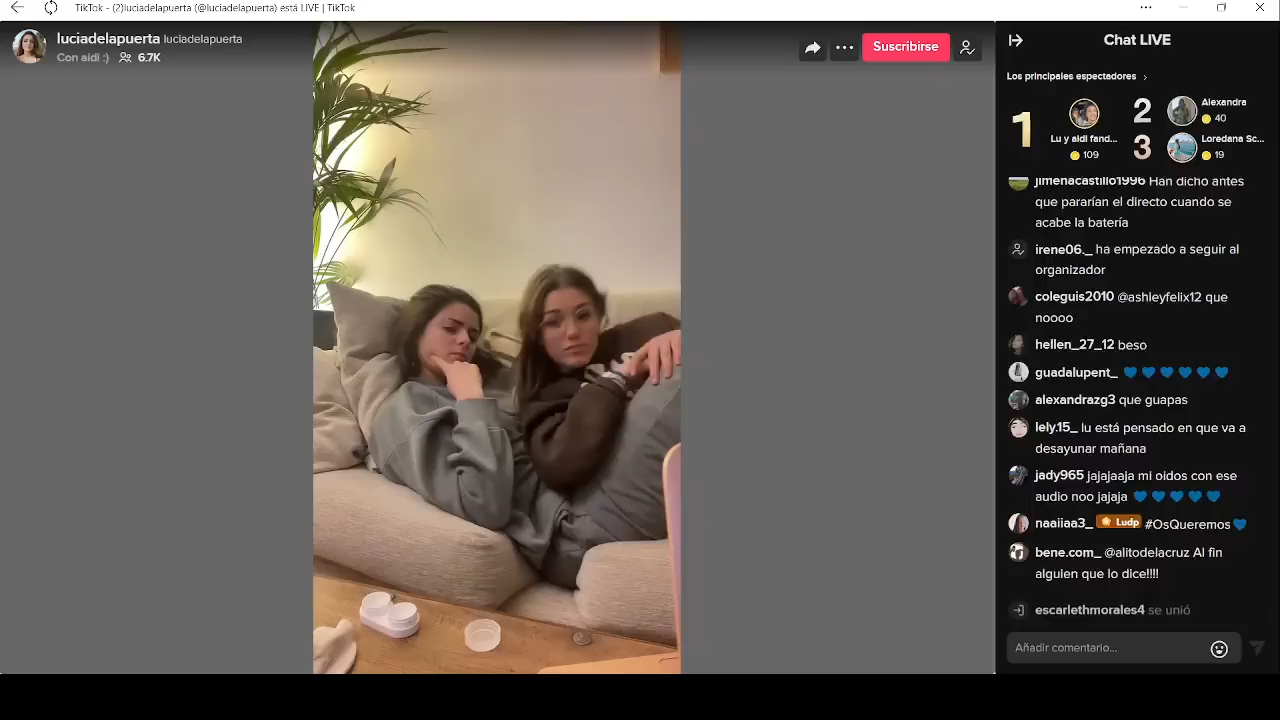 TikTok - (2)luciadelapuerta (@luciadelapuerta) está LIVE | TikTok
luciadelapuerta luciadelapuerta
Con aidi :) 6.7K
Suscribirse
Chat LIVE
Los principales espectadores
1 Lu y aidi fand... 109
2 Alexandra 40
3 Loredana Sc... 19
jimenacastillo1996 Han dicho antes
que pararían el directo cuando se
acabe la batería
irene06._ ha empezado a seguir al
organizador
coleguis2010 @ashleyfelix12 que
noooo
hellen_27_12 beso
guadalupent_ 💙 💙 💙 💙 💙 💙
alexandrazg3 que guapas
lely.15_ lu está pensado en que va a
desayunar mañana
jady965 jajajaaja mi oidos con ese
audio noo jajaja 💙 💙 💙 💙 💙
naaiiaa3_ Ludp #OsQueremos 💙
bene.com_ @alitodelacruz Al fin
alguien que lo dice!!!!
escarlethmorales4 se unió
Añadir comentario...